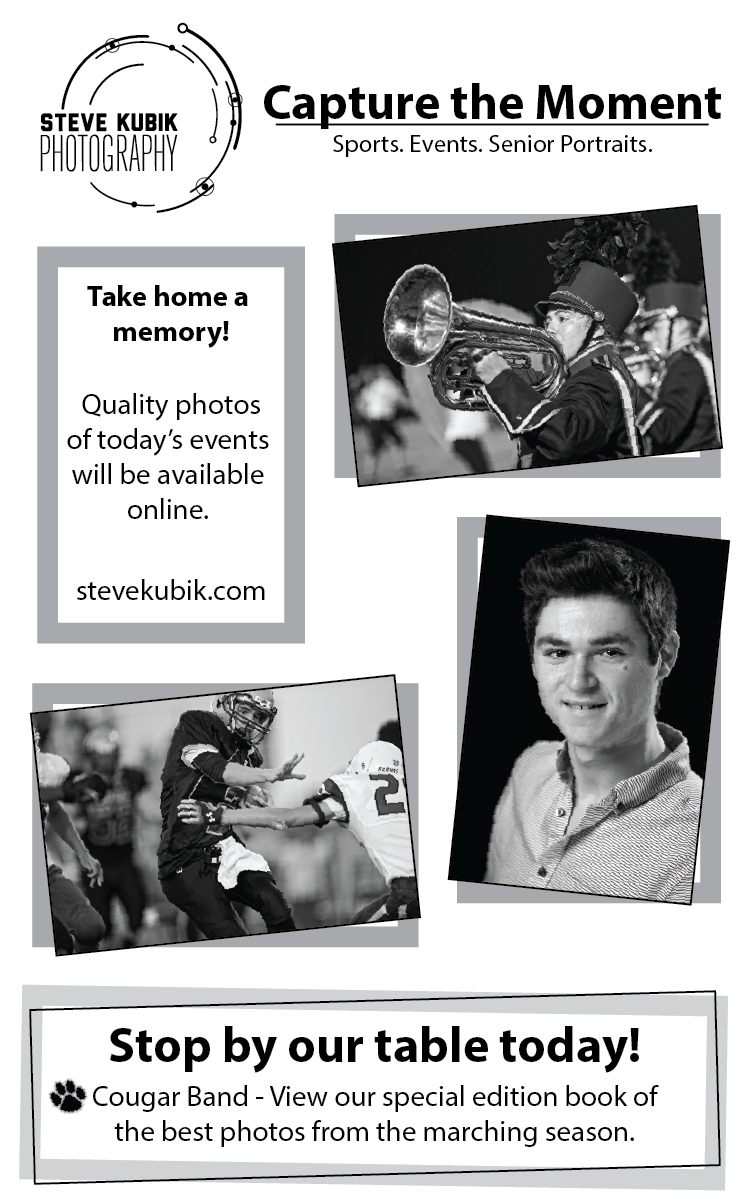 STEVE KUBIK
PHOTOGRAPHY
Capture the Moment
Sports. Events. Senior Portraits.
Take home a
memory!
Quality photos
of today’s events
will be available
online.
stevekubik.com
Stop by our table today!
Cougar Band - View our special edition book of
the best photos from the marching season.